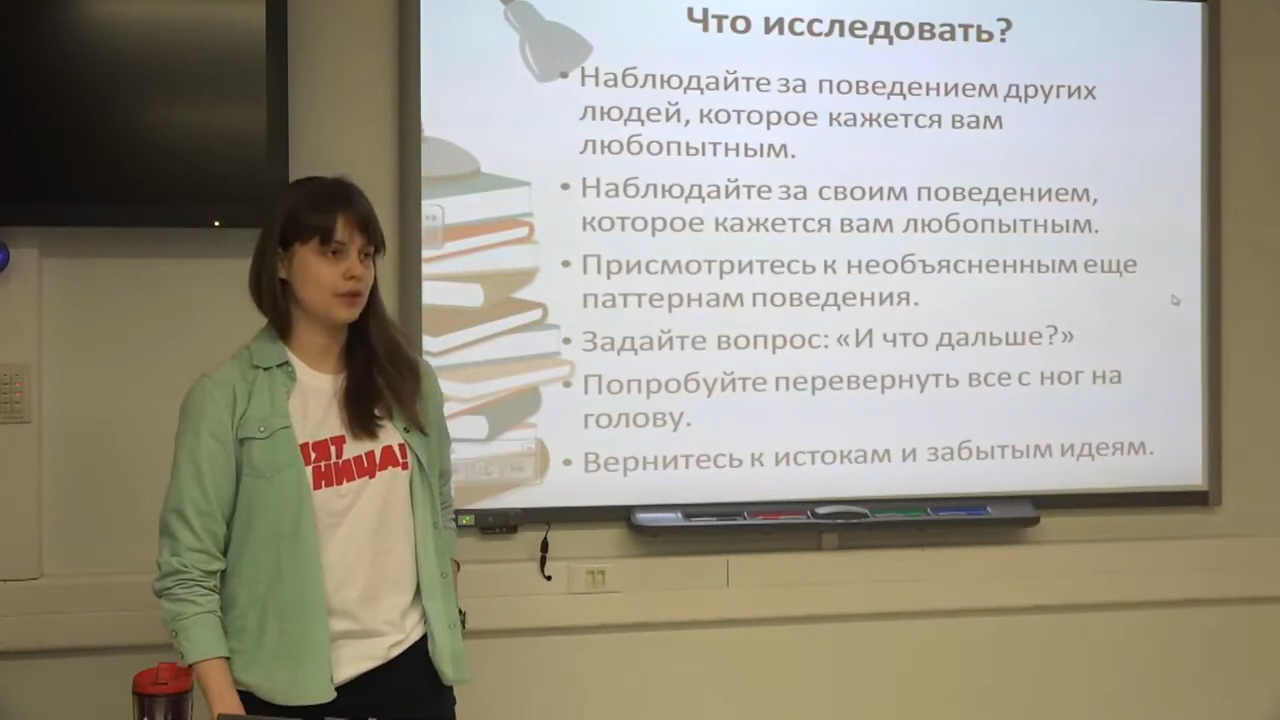 Что исследовать?
• Наблюдайте за поведением других
людей, которое кажется вам
любопытным.
• Наблюдайте за своим поведением,
которое кажется вам любопытным.
• Присмотритесь к необъясненным еще
паттернам поведения.
• Задайте вопрос: «И что дальше?»
• Попробуйте перевернуть все с ног на
голову.
• Вернитесь к истокам и забытым идеям.
ЯТ
НИЦА!